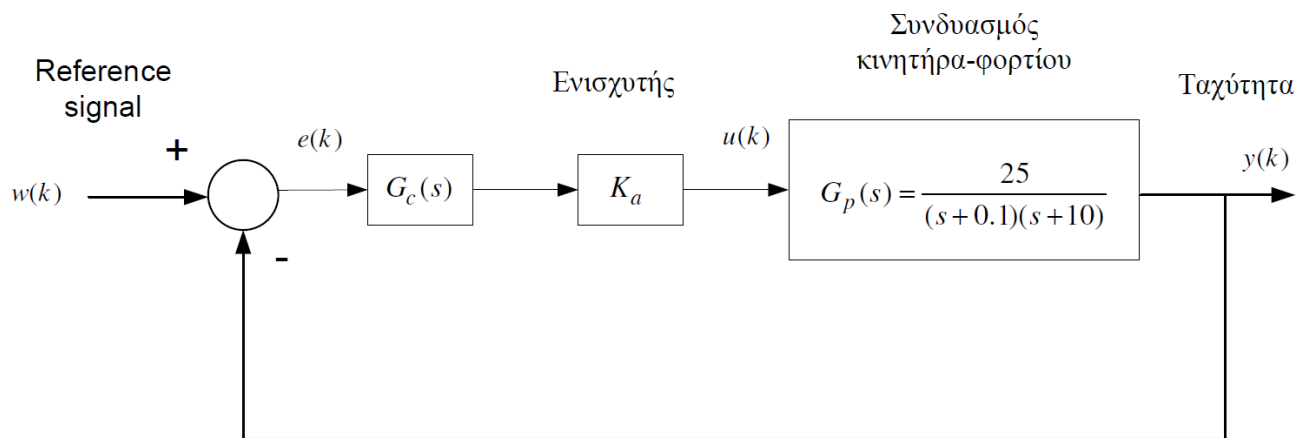 Reference
signal
+
w(k)
-
e(k)
G_c(s)
Ενισχυτής
K_a
u(k)
Συνδυασμός
κινητήρα-φορτίου
G_p(s) = 25 / (s+0.1)(s+10)
Ταχύτητα
y(k)